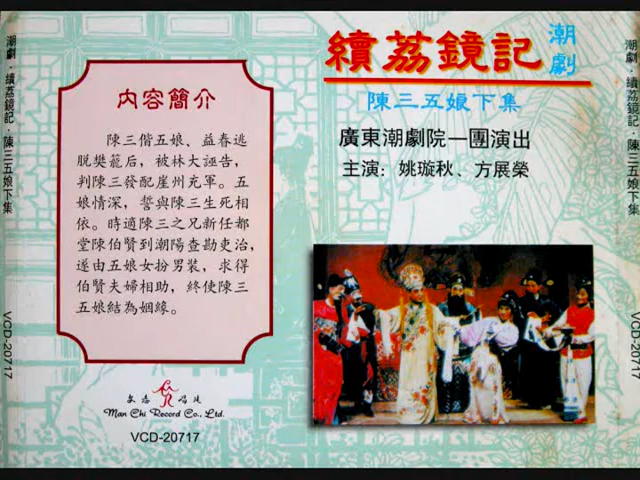 潮劇·續荔鏡記·陳三五娘下集
VCD-20717
內容簡介
陳三偕五娘、益春逃
脫樊蘢后，被林大誣告，
判陳三發配崖州充軍。五
娘情深，誓與陳三生死相
依。時適陳三之兄新任都
堂陳伯賢到潮陽查勘吏治，
遂由五娘女扮男裝，求得
伯賢夫婦相助，終使陳三
五娘結為姻緣。
Man Chi Record Co., Ltd.
VCD-20717
續荔鏡記
潮劇
陳三五娘下集
廣東潮劇院一團演出
主演：姚璇秋、方展榮
潮劇·續荔鏡記·陳三五娘下集
VCD-20717